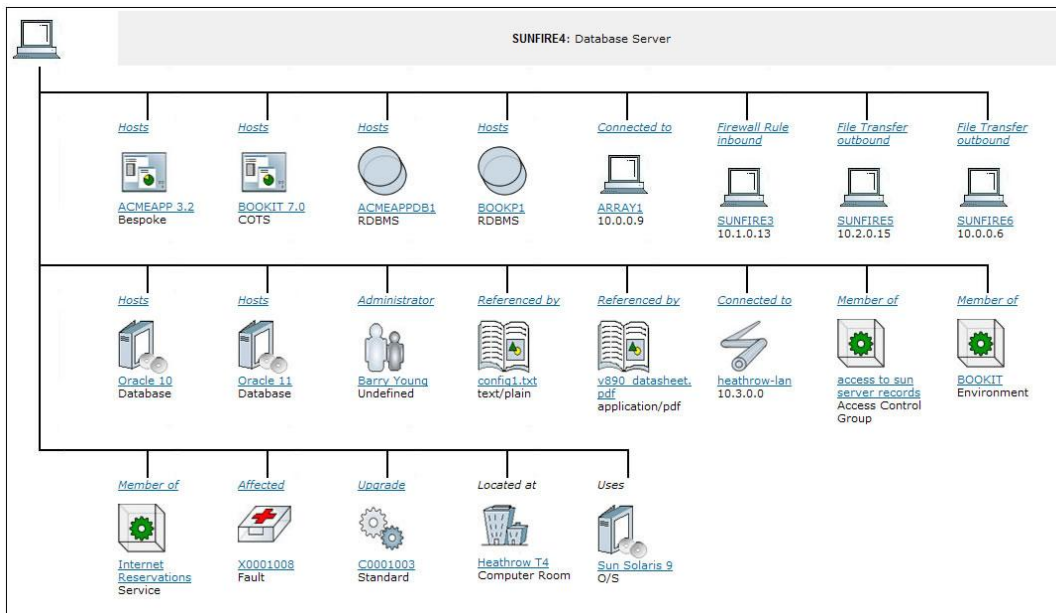 SUNFIRE4: Database Server
Hosts
ACMEAPP 3.2
Bespoke
Hosts
BOOKIT 7.0
COTS
Hosts
ACMEAPPDB1
RDBMS
Hosts
BOOKP1
RDBMS
Connected to
ARRAY1
10.0.0.9
Firewall Rule
inbound
SUNFIRE3
10.1.0.13
File Transfer
outbound
SUNFIRE5
10.2.0.15
File Transfer
outbound
SUNFIRE6
10.0.0.6
Hosts
Oracle 10
Database
Hosts
Oracle 11
Database
Administrator
Barry Young
Undefined
Referenced by
config1.txt
text/plain
Referenced by
v890_datasheet.
pdf
application/pdf
Connected to
heathrow-lan
10.3.0.0
Member of
access to sun
server records
Access Control
Group
Member of
BOOKIT
Environment
Member of
Internet
Reservations
Service
Affected
X0001008
Fault
Upgrade
C0001003
Standard
Located at
Heathrow T4
Computer Room
Uses
Sun Solaris 9
O/S